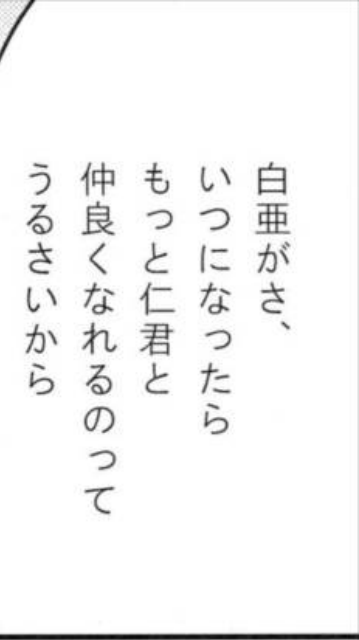 白亜がさ、
いつになったら
もっと仁君と
仲良くなれるのって
うるさいから